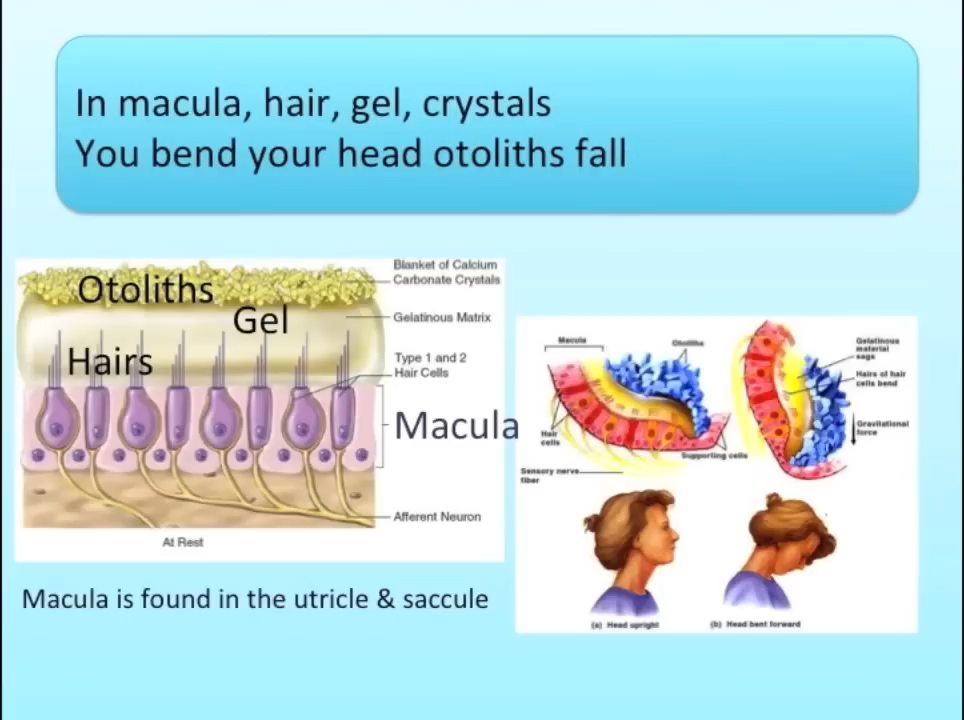 In macula, hair, gel, crystals
You bend your head otoliths fall
Otoliths
Gel
Hairs
Blanket of Calcium
Carbonate Crystals
Gelatinous Matrix
Type 1 and 2
Hair Cells
Macula
Afferent Neuron
At Rest
Macula is found in the utricle & saccule
Macula
Otoliths
Hair
cells
Supporting cells
Sensory nerve
fiber
Gelatinous
material
sags
Hairs of hair
cells bend
Gravitational
force
(a) Head upright
(b) Head bent forward